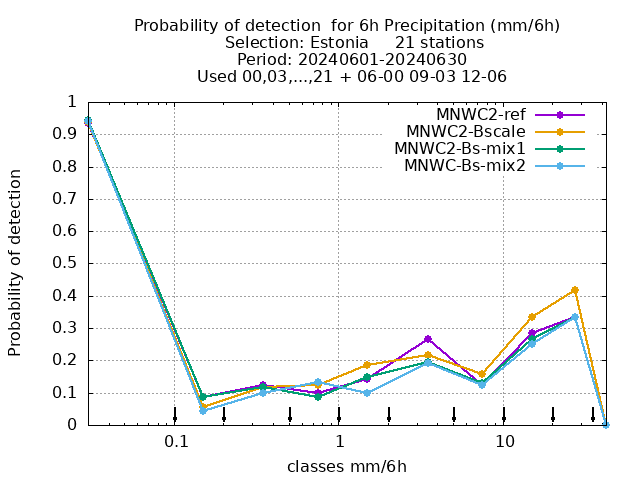 Probability of detection  for 6h Precipitation (mm/6h)
Selection: Estonia     21 stations
Period: 20240601-20240630
Used 00,03,...,21 + 06-00 09-03 12-06
MNWC2-ref
MNWC2-Bscale
MNWC2-Bs-mix1
MNWC-Bs-mix2
Probability of detection
1
0.9
0.8
0.7
0.6
0.5
0.4
0.3
0.2
0.1
0
0.1 1 10
classes mm/6h